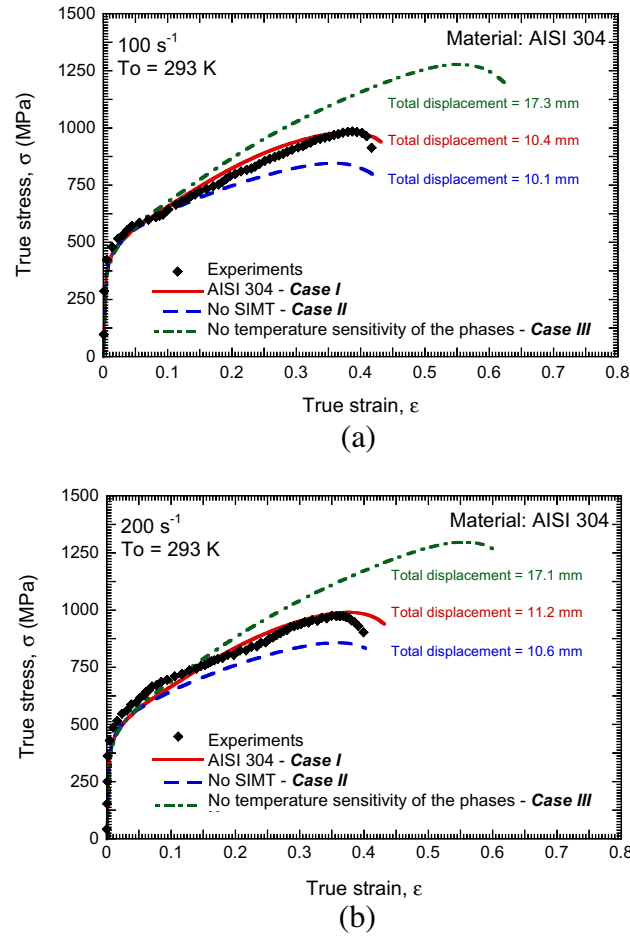 100 s-1
To = 293 K
Material: AISI 304
1500
1250
1000
750
500
250
0
True stress, σ (MPa)
Total displacement = 17.3 mm
Total displacement = 10.4 mm
Total displacement = 10.1 mm
Experiments
AISI 304 - Case I
No SIMT - Case II
No temperature sensitivity of the phases - Case III
0 0.1 0.2 0.3 0.4 0.5 0.6 0.7 0.8
True strain, ε
(a)
200 s-1
To = 293 K
Material: AISI 304
1500
1250
1000
750
500
250
0
True stress, σ (MPa)
Total displacement = 17.1 mm
Total displacement = 11.2 mm
Total displacement = 10.6 mm
Experiments
AISI 304 - Case I
No SIMT - Case II
No temperature sensitivity of the phases - Case III
0 0.1 0.2 0.3 0.4 0.5 0.6 0.7 0.8
True strain, ε
(b)